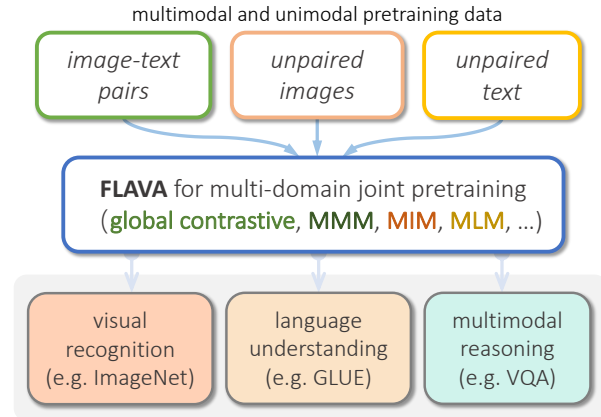 multimodal and unimodal pretraining data
image-text
pairs
unpaired
images
unpaired
text
FLAVA for multi-domain joint pretraining
(global contrastive, MMM, MIM, MLM, ...)
visual
recognition
(e.g. ImageNet)
language
understanding
(e.g. GLUE)
multimodal
reasoning
(e.g. VQA)